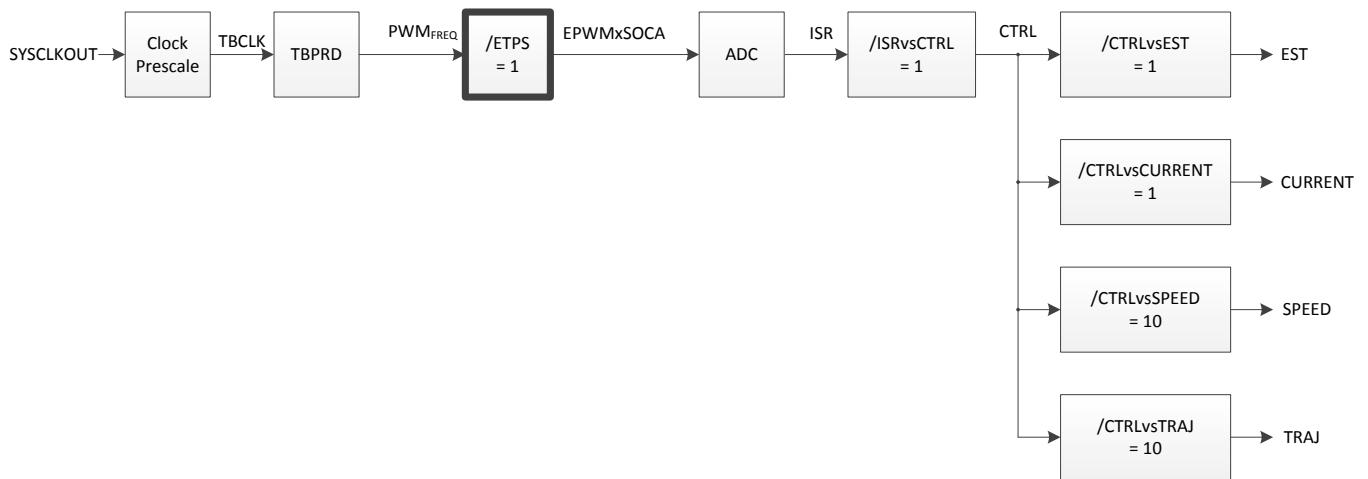 SYSCLKOUT
Clock
Prescale
TBCLK
TBPRD
PWMFREQ
/ETPS
= 1
EPWMxSOCA
ADC
ISR
/ISRvsCTRL
= 1
CTRL
/CTRLvsEST
= 1
EST
/CTRLvsCURRENT
= 1
CURRENT
/CTRLvsSPEED
= 10
SPEED
/CTRLvsTRAJ
= 10
TRAJ